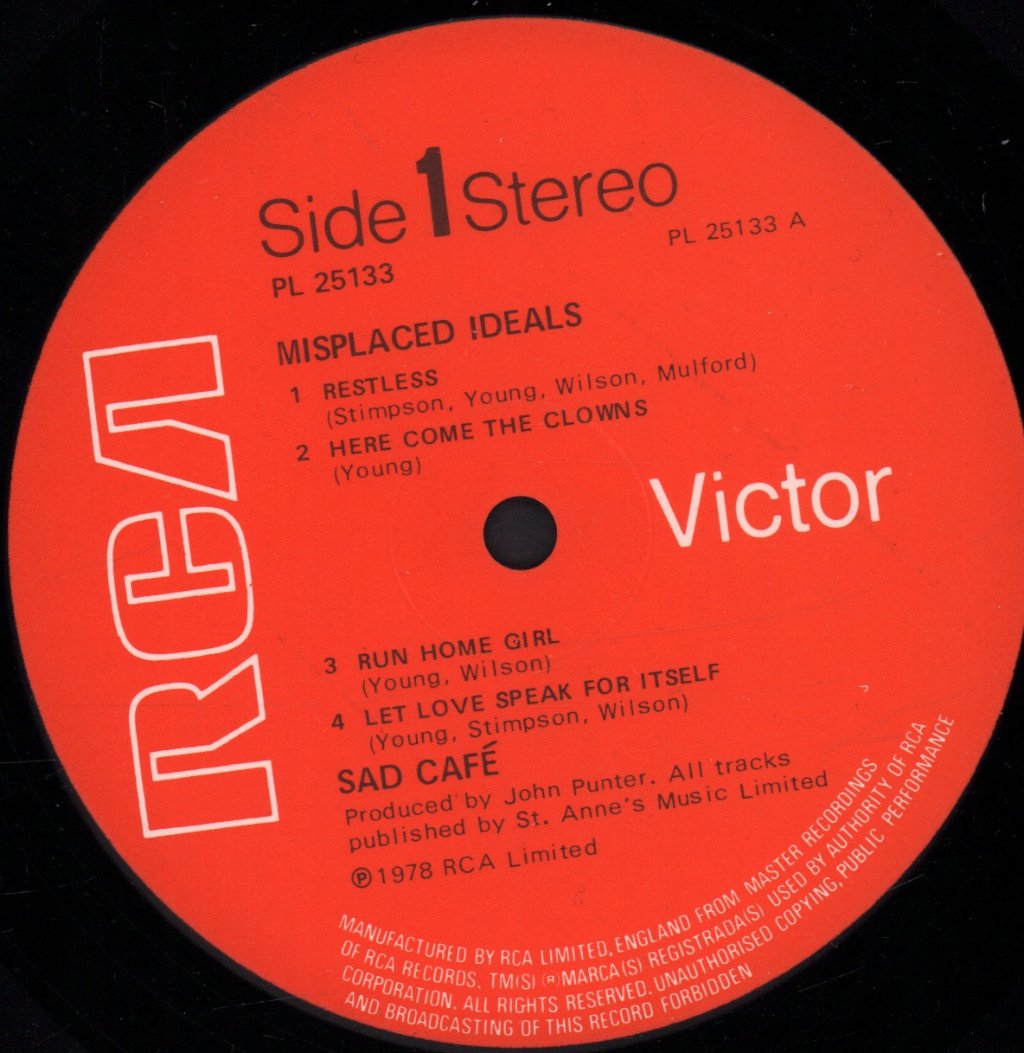 Side 1 Stereo
PL 25133
PL 25133 A
MISPLACED IDEALS
1 RESTLESS
(Stimpson, Young, Wilson, Mulford)
2 HERE COME THE CLOWNS
(Young)
RCA
Victor
3 RUN HOME GIRL
(Young, Wilson)
4 LET LOVE SPEAK FOR ITSELF
(Young, Stimpson, Wilson)
SAD CAFÉ
Produced by John Punter. All tracks
published by St. Anne's Music Limited
℗1978 RCA Limited
MANUFACTURED BY RCA LIMITED, ENGLAND FROM MASTER RECORDINGS
OF RCA RECORDS. TM(S) ® MARCA(S) REGISTRADA(S) USED BY AUTHORITY OF RCA
CORPORATION. ALL RIGHTS RESERVED. UNAUTHORISED COPYING, PUBLIC PERFORMANCE
AND BROADCASTING OF THIS RECORD FORBIDDEN